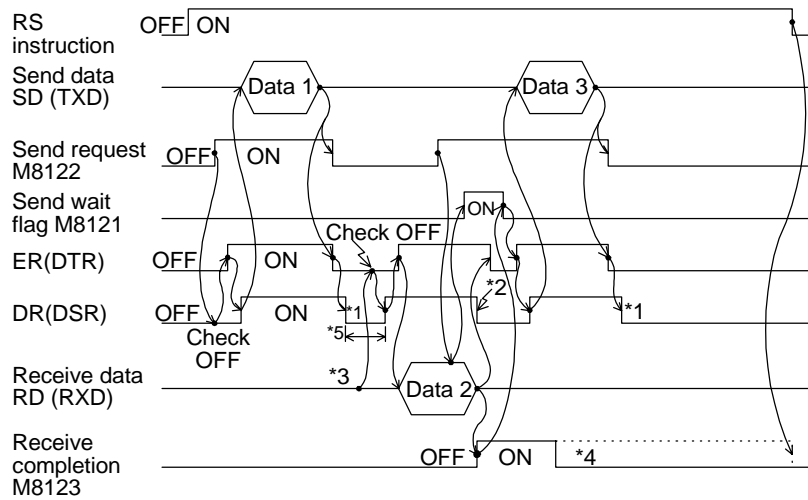 RS
instruction
OFF ON
Send data
SD (TXD)
Data 1
Data 3
Send request
M8122
OFF ON
Send wait
flag M8121
ON
Check OFF
ER(DTR)
OFF ON
DR(DSR)
OFF ON
*1
*2
*1
Check
OFF
*5
Receive data
RD (RXD)
*3
Data 2
Receive
completion
M8123
OFF ON
*4